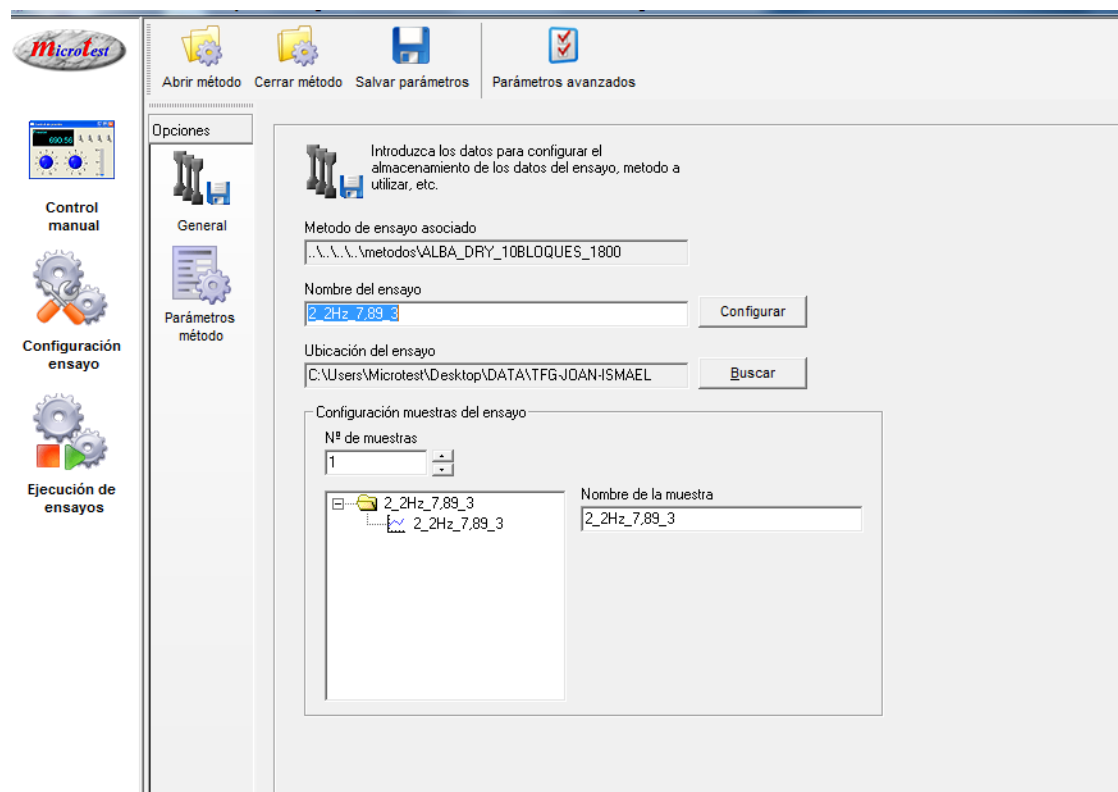 Microtest
Abrir método
Cerrar método
Salvar parámetros
Parámetros avanzados
690.56
Control
manual
Configuración
ensayo
Ejecución de
ensayos
Opciones
General
Parámetros
método
Introduzca los datos para configurar el
almacenamiento de los datos del ensayo, metodo a
utilizar, etc.
Metodo de ensayo asociado
..\..\..\..\metodos\ALBA_DRY_10BLOQUES_1800
Nombre del ensayo
2_2Hz_7,89_3
Configurar
Ubicación del ensayo
C:\Users\Microtest\Desktop\DATA\TFG-JOAN-ISMAEL
Buscar
Configuración muestras del ensayo
Nª de muestras
1
2_2Hz_7,89_3
2_2Hz_7,89_3
Nombre de la muestra
2_2Hz_7,89_3